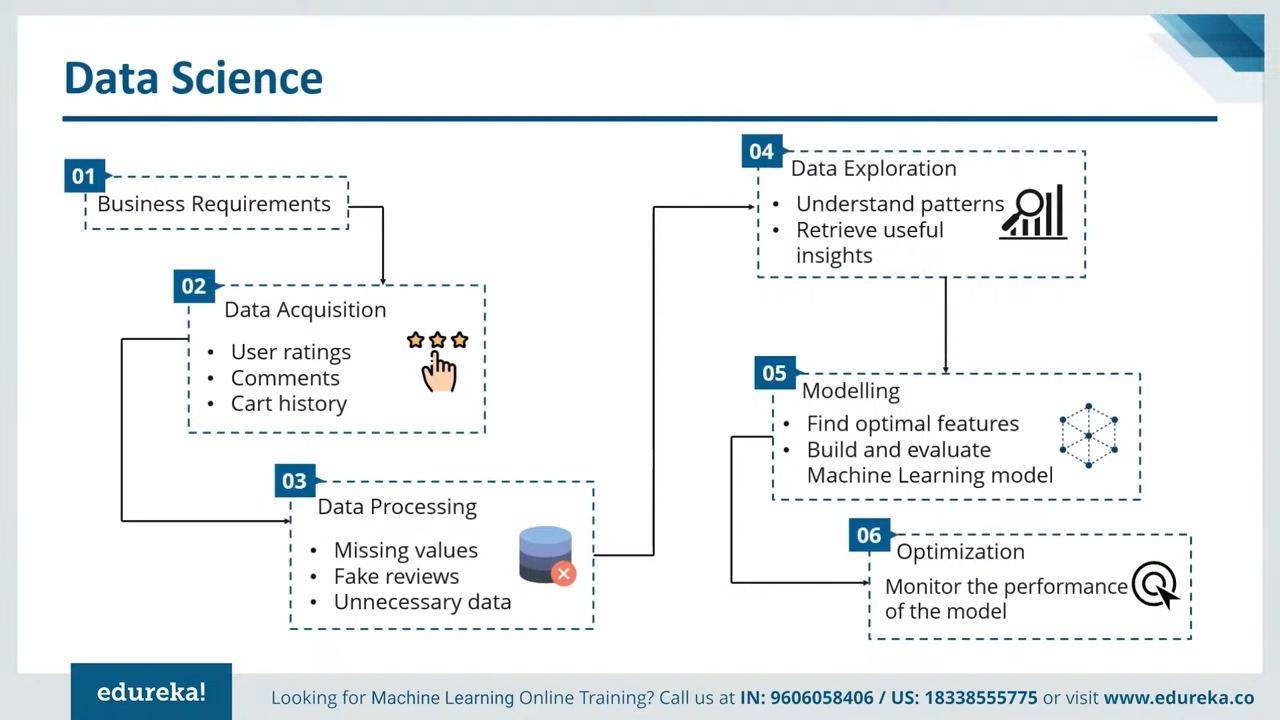 Data Science
01
Business Requirements
02
Data Acquisition
• User ratings
• Comments
• Cart history
03
Data Processing
• Missing values
• Fake reviews
• Unnecessary data
04
Data Exploration
• Understand patterns
• Retrieve useful
insights
05
Modelling
• Find optimal features
• Build and evaluate
Machine Learning model
06
Optimization
Monitor the performance
of the model
edureka!
Looking for Machine Learning Online Training? Call us at IN: 9606058406 / US: 18338555775 or visit www.edureka.co